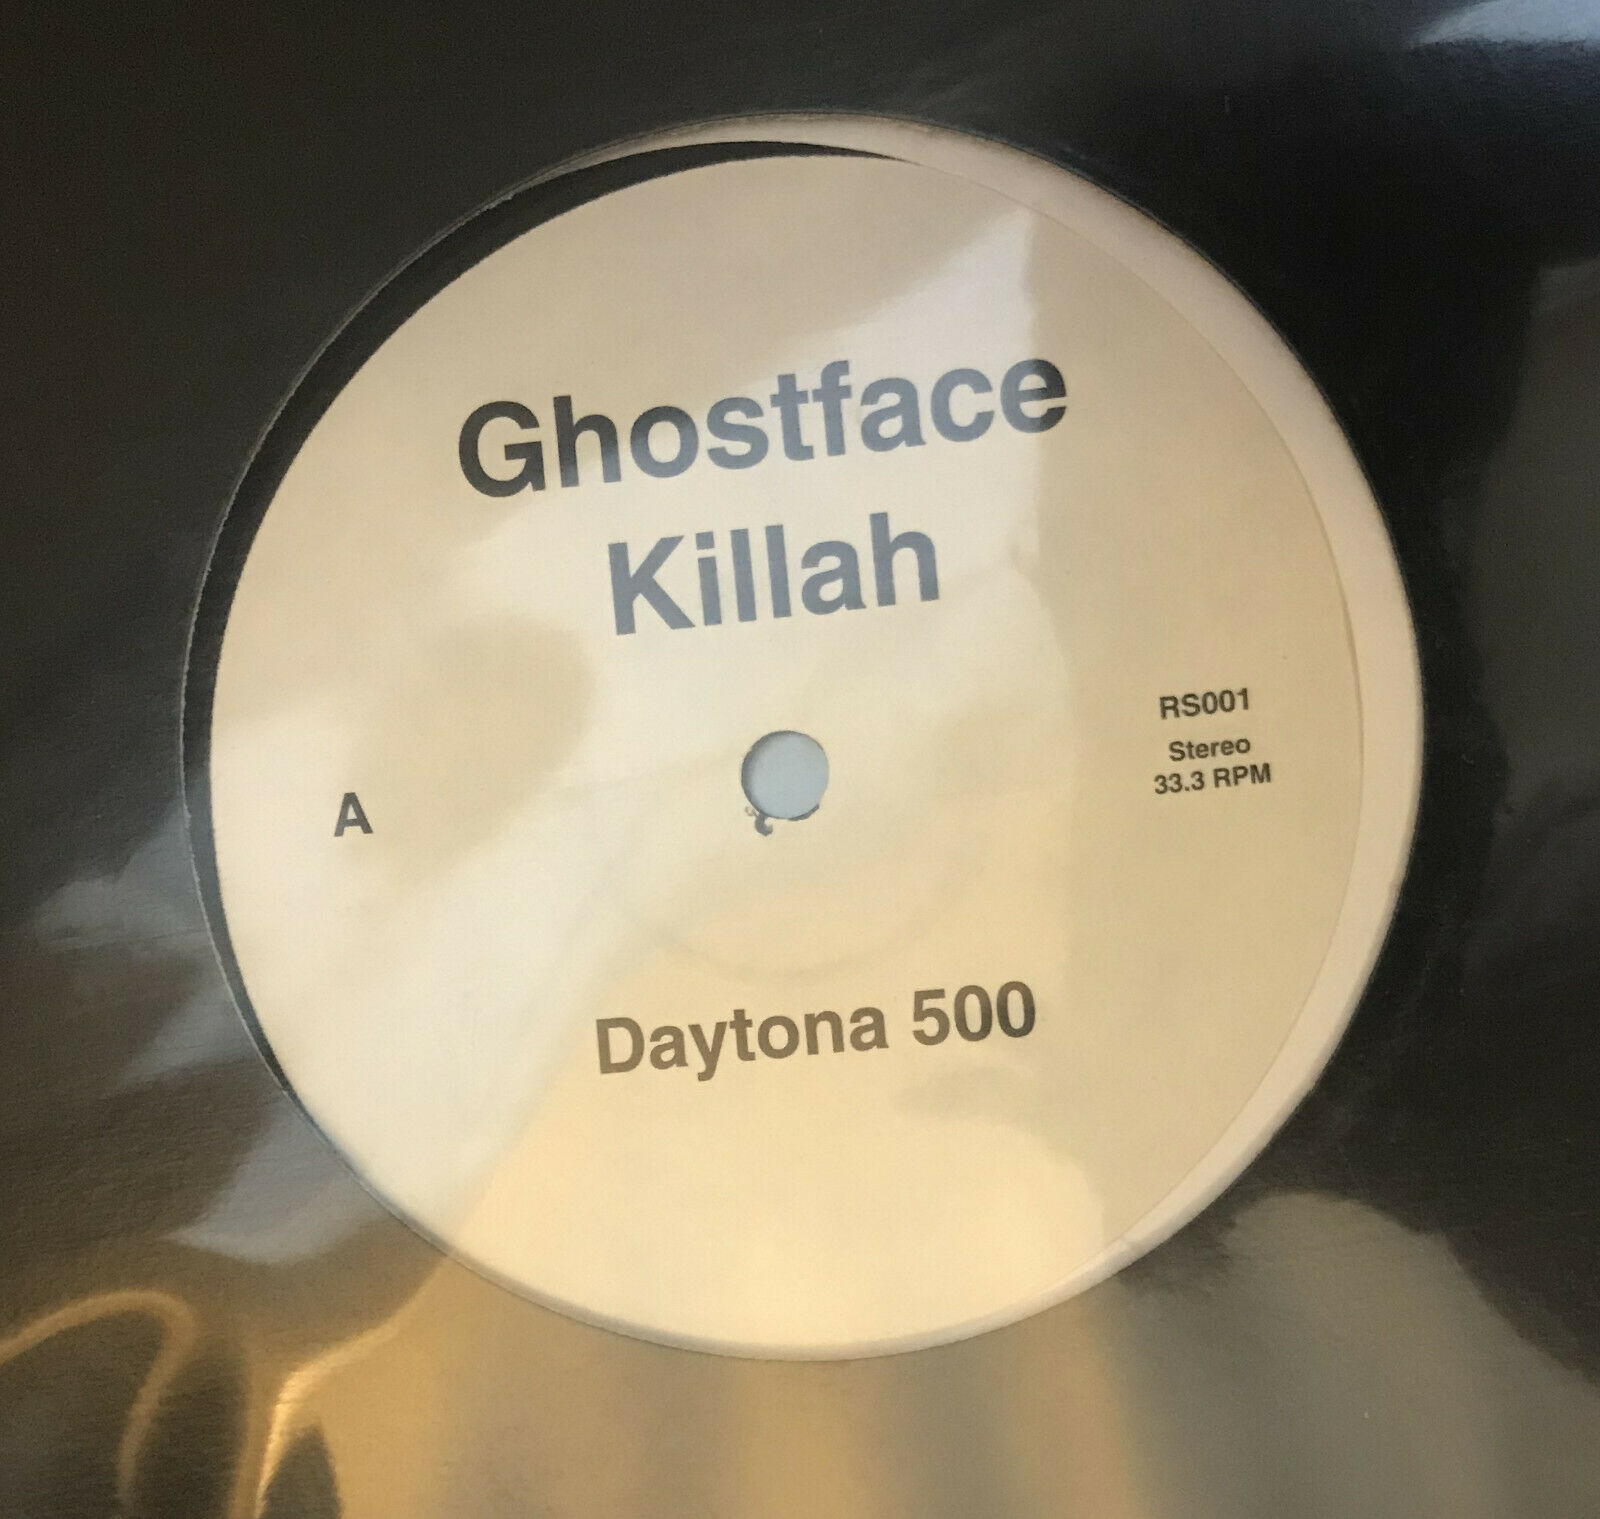 Ghostface
Killah
RS001
Stereo
33.3 RPM
A
Daytona 500